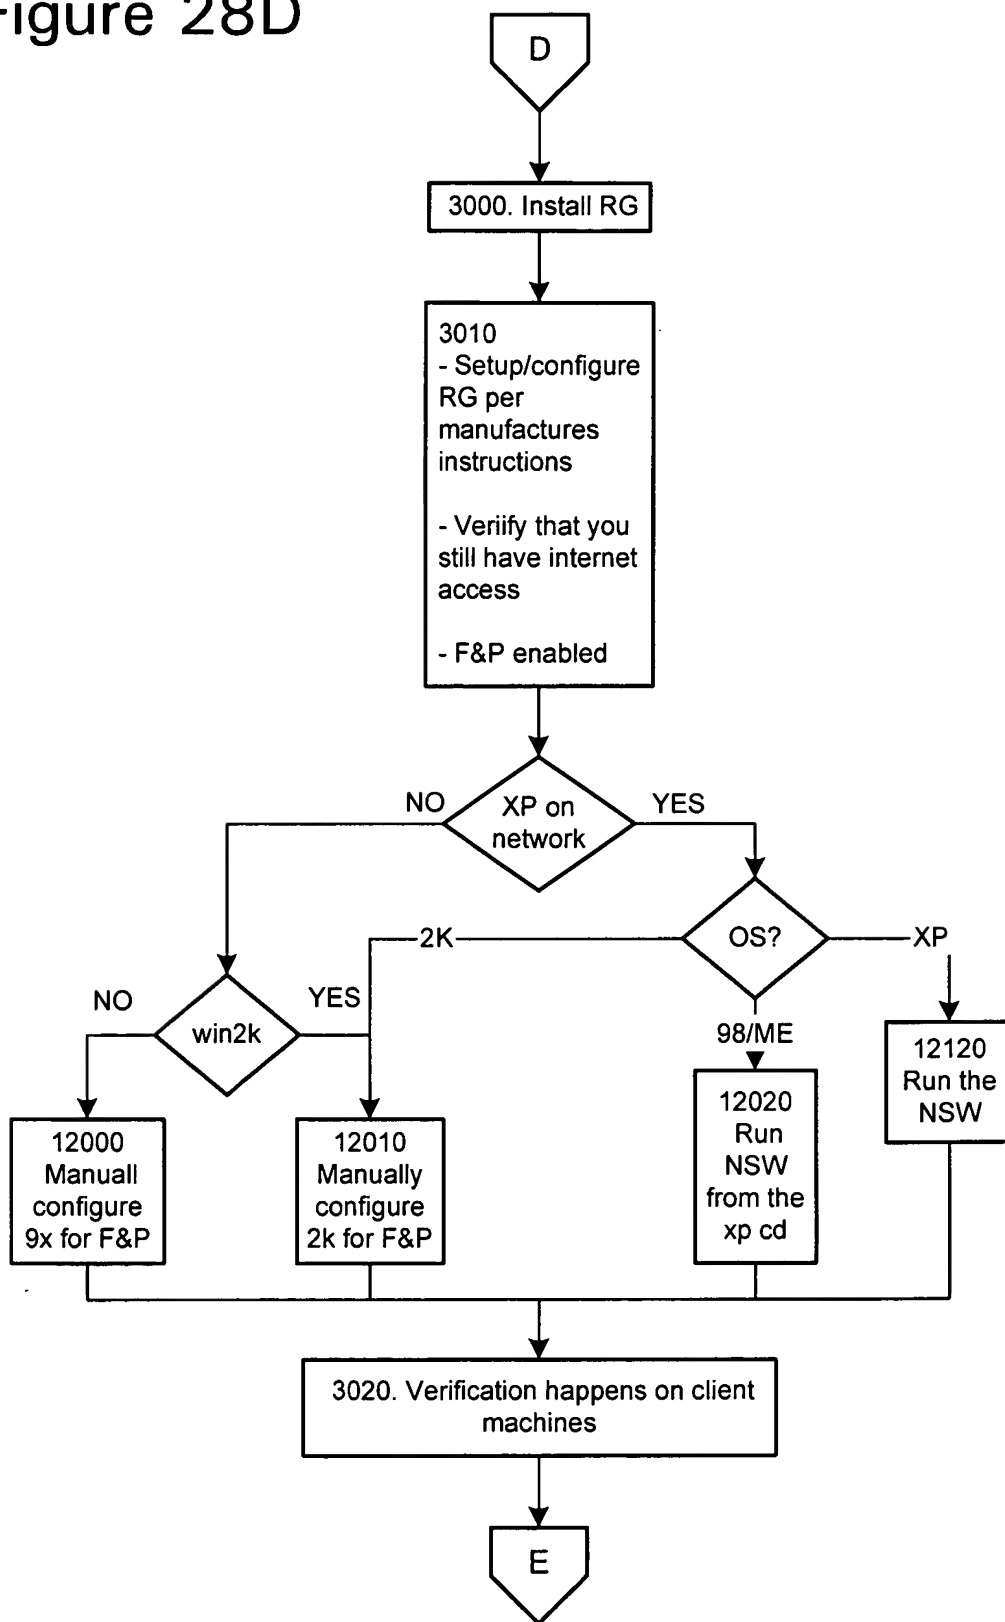 Figure 28D
D
3000. Install RG
3010
- Setup/configure
RG per
manufactures
instructions
- Veriify that you
still have internet
access
- F&P enabled
NO
XP on
network
YES
2K
OS?
XP
NO
win2k
YES
98/ME
12120
Run the
NSW
12000
Manuall
configure
9x for F&P
12010
Manually
configure
2k for F&P
12020
Run
NSW
from the
xp cd
3020. Verification happens on client
machines
E